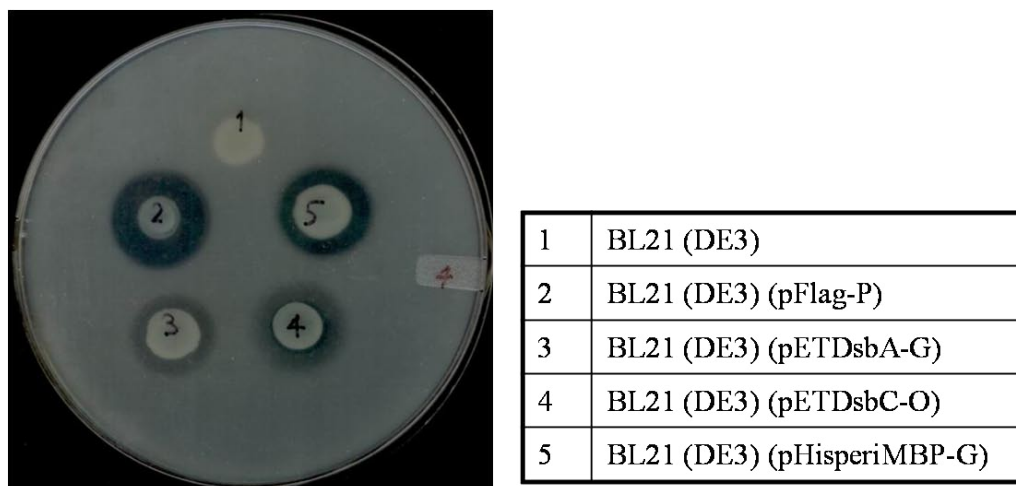 1
2
5
4
3
4
1 BL21 (DE3)
2 BL21 (DE3) (pFlag-P)
3 BL21 (DE3) (pETDsbA-G)
4 BL21 (DE3) (pETDsbC-O)
5 BL21 (DE3) (pHisperiMBP-G)